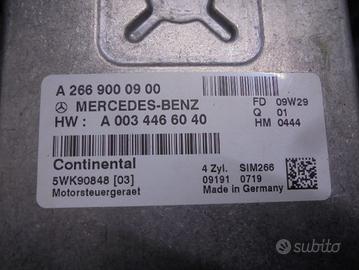 A 266 900 09 00
MERCEDES-BENZ
HW : A 003 446 60 40
FD 09W29
Q 01
HM 0444
Continental
5WK90848 [03]
Motorsteuergeraet
4 Zyl. SIM266
09191 0719
Made in Germany
subito